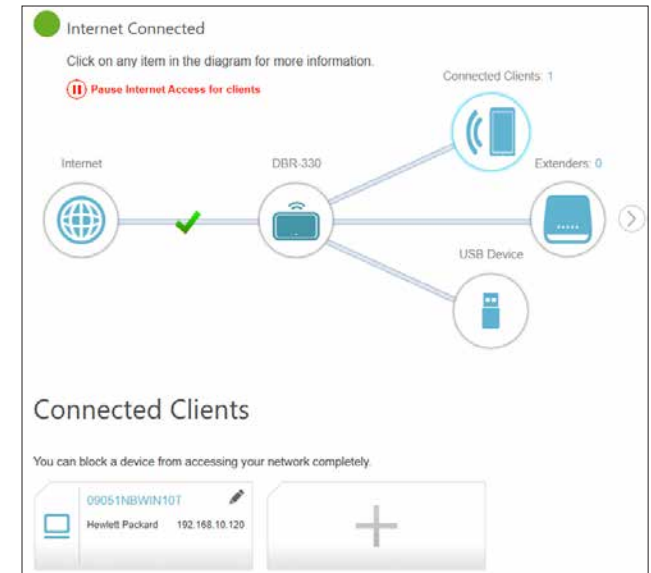 Internet Connected
Click on any item in the diagram for more information.
Pause Internet Access for clients
Connected Clients: 1
Internet
DBR-330
Extenders: 0
USB Device
Connected Clients
You can block a device from accessing your network completely.
09051NBWIN10T
Hewlett Packard 192.168.10.120